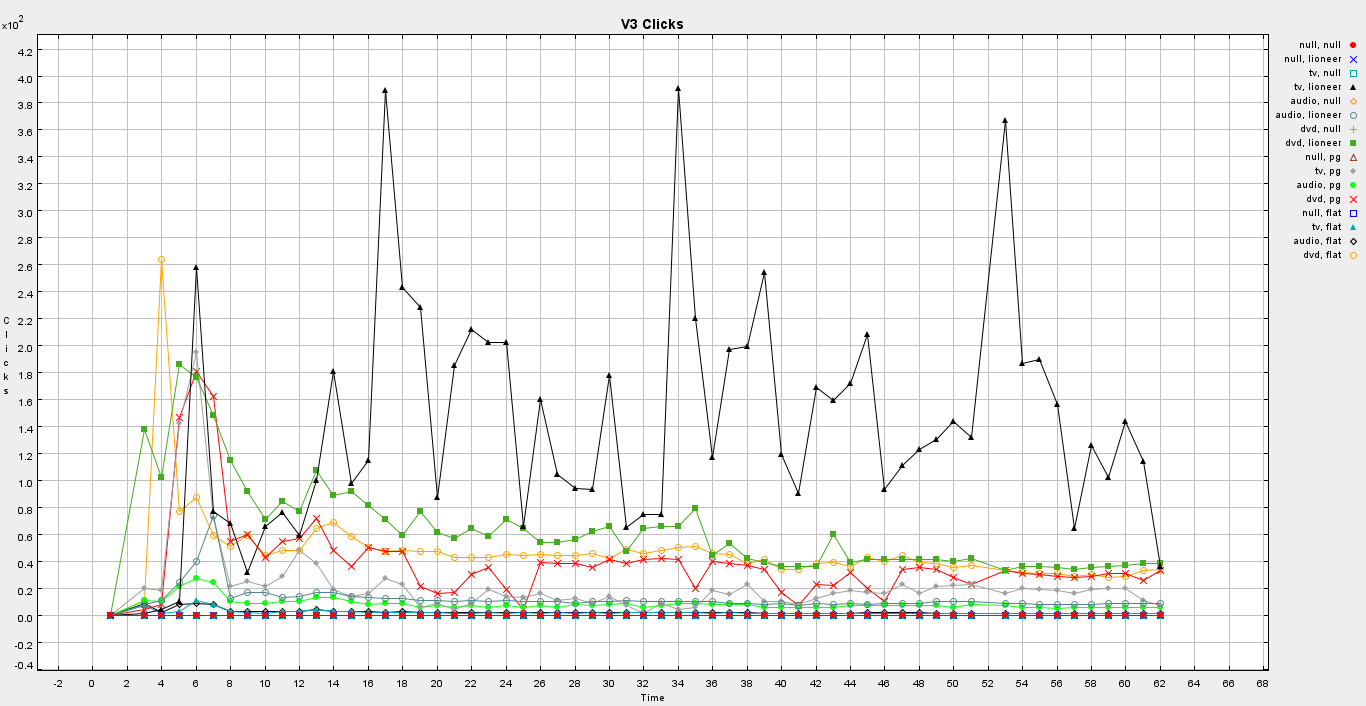 V3 Clicks
x10²
4.2
4.0
3.8
3.6
3.4
3.2
3.0
2.8
2.6
2.4
2.2
2.0
1.8
1.6
1.4
1.2
1.0
0.8
0.6
0.4
0.2
0.0
-0.2
-0.4
Clicks
-2 0 2 4 6 8 10 12 14 16 18 20 22 24 26 28 30 32 34 36 38 40 42 44 46 48 50 52 54 56 58 60 62 64 66 68
Time
null, null
null, lioneer
tv, null
tv, lioneer
audio, null
audio, lioneer
dvd, null
dvd, lioneer
null, pg
tv, pg
audio, pg
dvd, pg
null, flat
tv, flat
audio, flat
dvd, flat